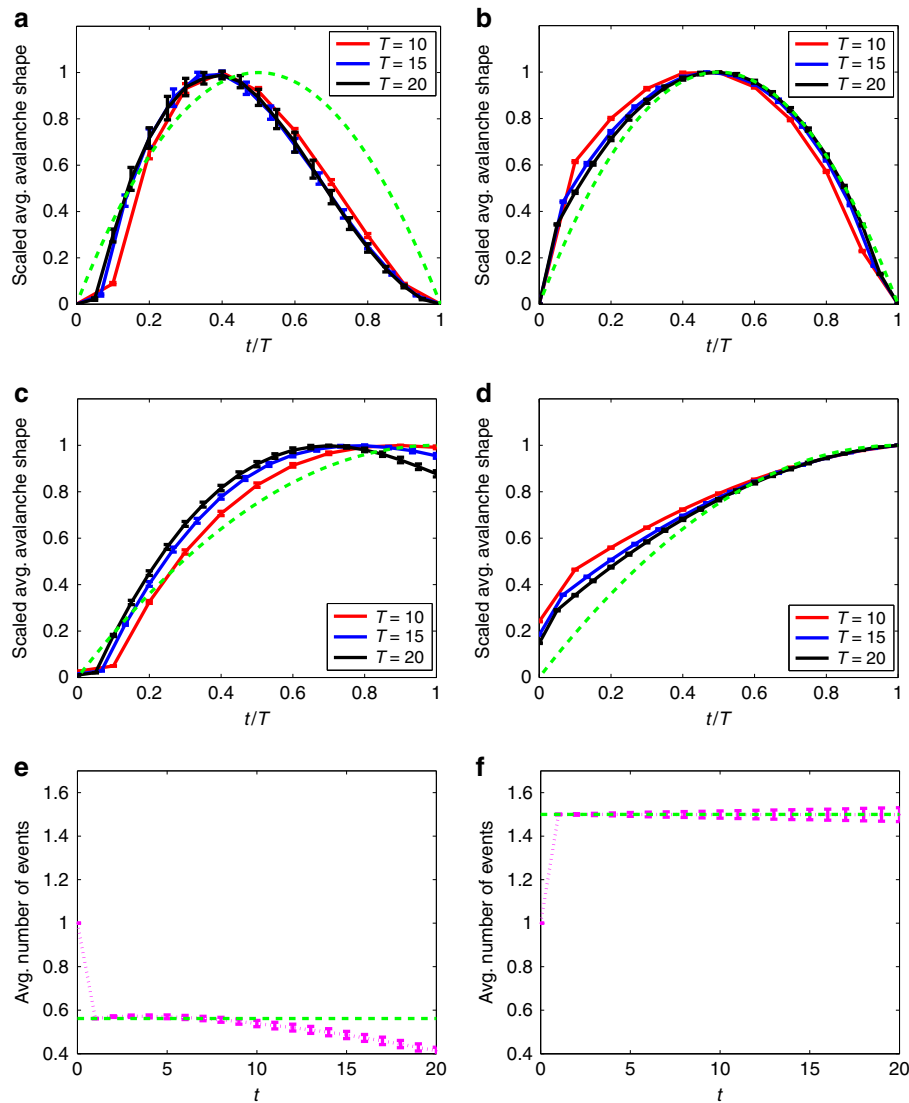 a
Scaled avg. avalanche shape
1
0.8
0.6
0.4
0.2
0
0 0.2 0.4 0.6 0.8 1
t/T
T = 10
T = 15
T = 20
b
Scaled avg. avalanche shape
1
0.8
0.6
0.4
0.2
0
0 0.2 0.4 0.6 0.8 1
t/T
T = 10
T = 15
T = 20
c
Scaled avg. avalanche shape
1
0.8
0.6
0.4
0.2
0
0 0.2 0.4 0.6 0.8 1
t/T
T = 10
T = 15
T = 20
d
Scaled avg. avalanche shape
1
0.8
0.6
0.4
0.2
0
0 0.2 0.4 0.6 0.8 1
t/T
T = 10
T = 15
T = 20
e
Avg. number of events
1.6
1.4
1.2
1
0.8
0.6
0.4
0 5 10 15 20
t
f
Avg. number of events
1.6
1.4
1.2
1
0.8
0.6
0.4
0 5 10 15 20
t